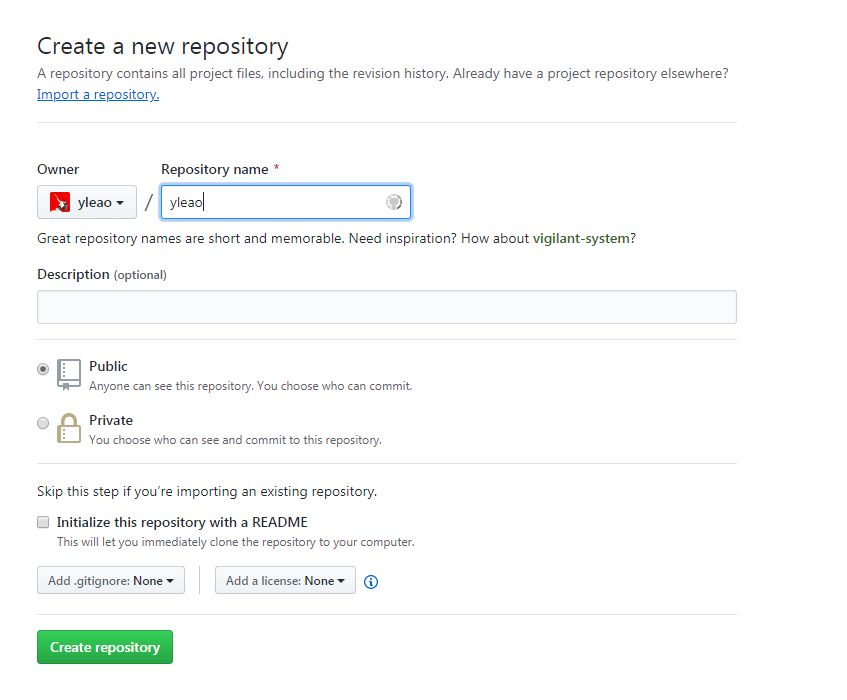 Create a new repository
A repository contains all project files, including the revision history. Already have a project repository elsewhere?
Import a repository.
Owner Repository name *
yleao / yleao
Great repository names are short and memorable. Need inspiration? How about vigilant-system?
Description (optional)
Public
Anyone can see this repository. You choose who can commit.
Private
You choose who can see and commit to this repository.
Skip this step if you’re importing an existing repository.
Initialize this repository with a README
This will let you immediately clone the repository to your computer.
Add .gitignore: None Add a license: None
Create repository